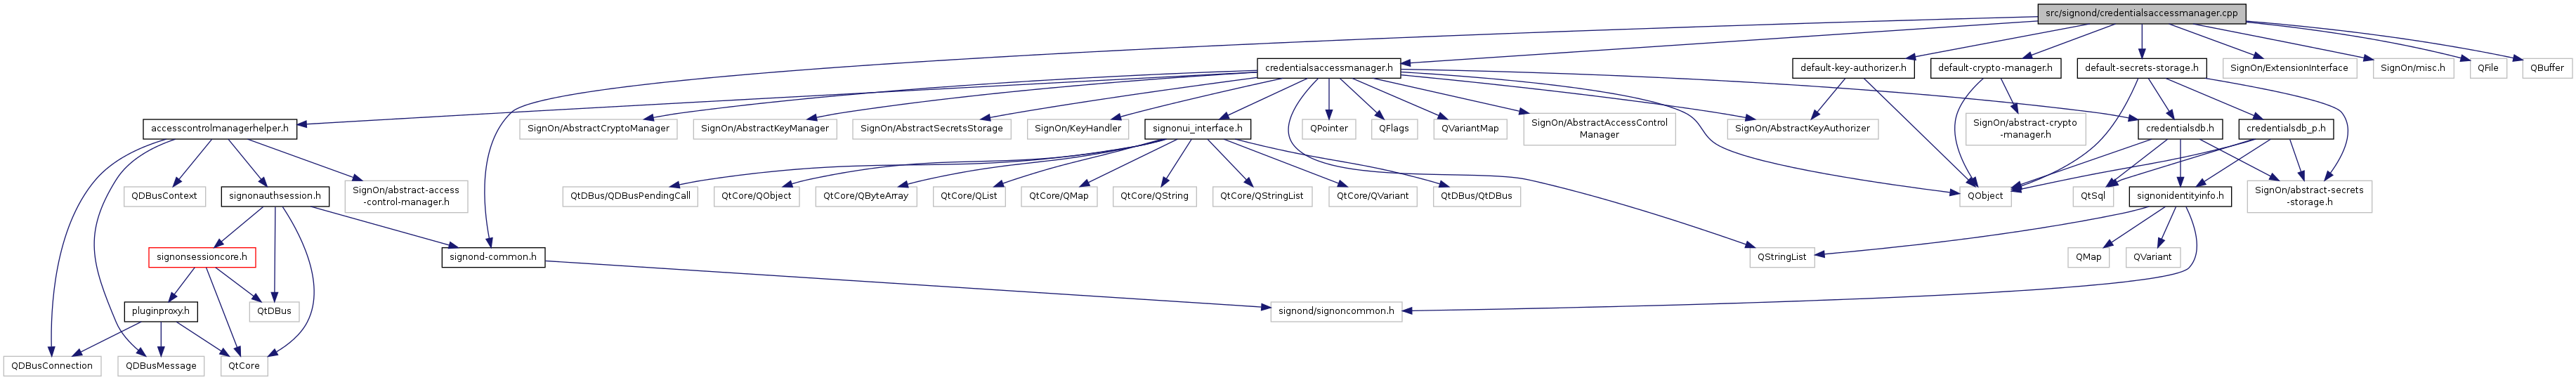 src/signond/credentialsaccessmanager.cpp
credentialsaccessmanager.h
default-key-authorizer.h
default-crypto-manager.h
default-secrets-storage.h
SignOn/ExtensionInterface
SignOn/misc.h
QFile
QBuffer
accesscontrolmanagerhelper.h
SignOn/AbstractCryptoManager
SignOn/AbstractKeyManager
SignOn/AbstractSecretsStorage
SignOn/KeyHandler
signonui_interface.h
QPointer
QFlags
QVariantMap
SignOn/AbstractAccessControl
Manager
SignOn/AbstractKeyAuthorizer
SignOn/abstract-crypto
-manager.h
credentialsdb.h
credentialsdb_p.h
QDBusContext
signonauthsession.h
SignOn/abstract-access
-control-manager.h
QtDBus/QDBusPendingCall
QtCore/QObject
QtCore/QByteArray
QtCore/QList
QtCore/QMap
QtCore/QString
QtCore/QStringList
QtCore/QVariant
QtDBus/QtDBus
QObject
QtSql
signonidentityinfo.h
SignOn/abstract-secrets
-storage.h
signonsessioncore.h
signond-common.h
QStringList
QMap
QVariant
pluginproxy.h
QtDBus
signond/signoncommon.h
QDBusConnection
QDBusMessage
QtCore